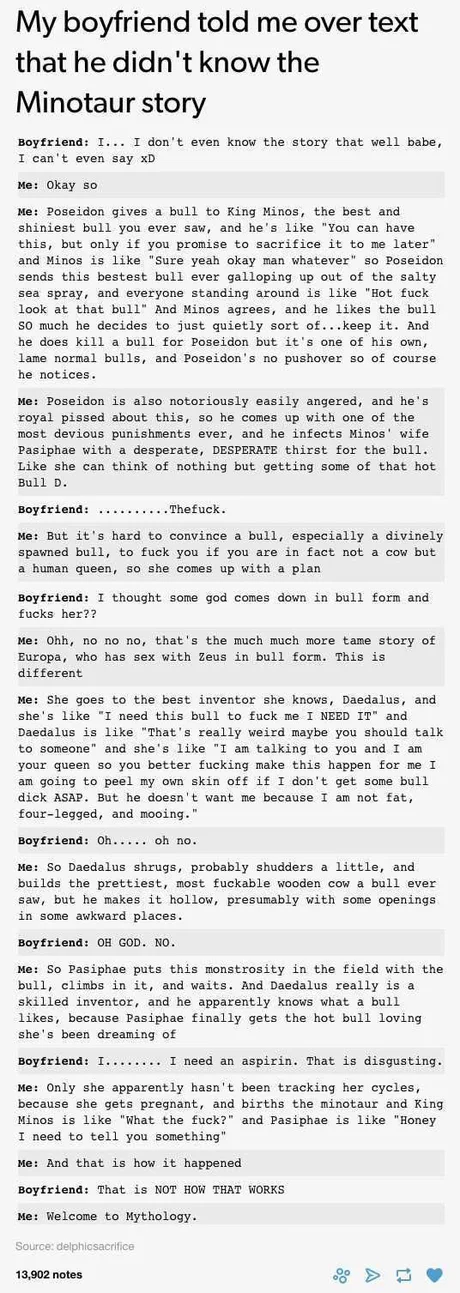 My boyfriend told me over text
that he didn't know the
Minotaur story
Boyfriend: I... I don't even know the story that well babe,
I can't even say xD
Me: Okay so
Me: Poseidon gives a bull to King Minos, the best and
shiniest bull you ever saw, and he's like "You can have
this, but only if you promise to sacrifice it to me later"
and Minos is like "Sure yeah okay man whatever" so Poseidon
sends this bestest bull ever galloping up out of the salty
sea spray, and everyone standing around is like "Hot fuck
look at that bull" And Minos agrees, and he likes the bull
SO much he decides to just quietly sort of...keep it. And
he does kill a bull for Poseidon but it's one of his own,
lame normal bulls, and Poseidon's no pushover so of course
he notices.
Me: Poseidon is also notoriously easily angered, and he's
royal pissed about this, so he comes up with one of the
most devious punishments ever, and he infects Minos' wife
Pasiphae with a desperate, DESPERATE thirst for the bull.
Like she can think of nothing but getting some of that hot
Bull D.
Boyfriend: ..........Thefuck.
Me: But it's hard to convince a bull, especially a divinely
spawned bull, to fuck you if you are in fact not a cow but
a human queen, so she comes up with a plan
Boyfriend: I thought some god comes down in bull form and
fucks her??
Me: Ohh, no no no, that's the much much more tame story of
Europa, who has sex with Zeus in bull form. This is
different
Me: She goes to the best inventor she knows, Daedalus, and
she's like "I need this bull to fuck me I NEED IT" and
Daedalus is like "That's really weird maybe you should talk
to someone" and she's like "I am talking to you and I am
your queen so you better fucking make this happen for me I
am going to peel my own skin off if I don't get some bull
dick ASAP. But he doesn't want me because I am not fat,
four-legged, and mooing."
Boyfriend: Oh..... oh no.
Me: So Daedalus shrugs, probably shudders a little, and
builds the prettiest, most fuckable wooden cow a bull ever
saw, but he makes it hollow, presumably with some openings
in some awkward places.
Boyfriend: OH GOD. NO.
Me: So Pasiphae puts this monstrosity in the field with the
bull, climbs in it, and waits. And Daedalus really is a
skilled inventor, and he apparently knows what a bull
likes, because Pasiphae finally gets the hot bull loving
she's been dreaming of
Boyfriend: I........ I need an aspirin. That is disgusting.
Me: Only she apparently hasn't been tracking her cycles,
because she gets pregnant, and births the minotaur and King
Minos is like "What the fuck?" and Pasiphae is like "Honey
I need to tell you something"
Me: And that is how it happened
Boyfriend: That is NOT HOW THAT WORKS
Me: Welcome to Mythology.
Source: delphicsacrifice
13,902 notes